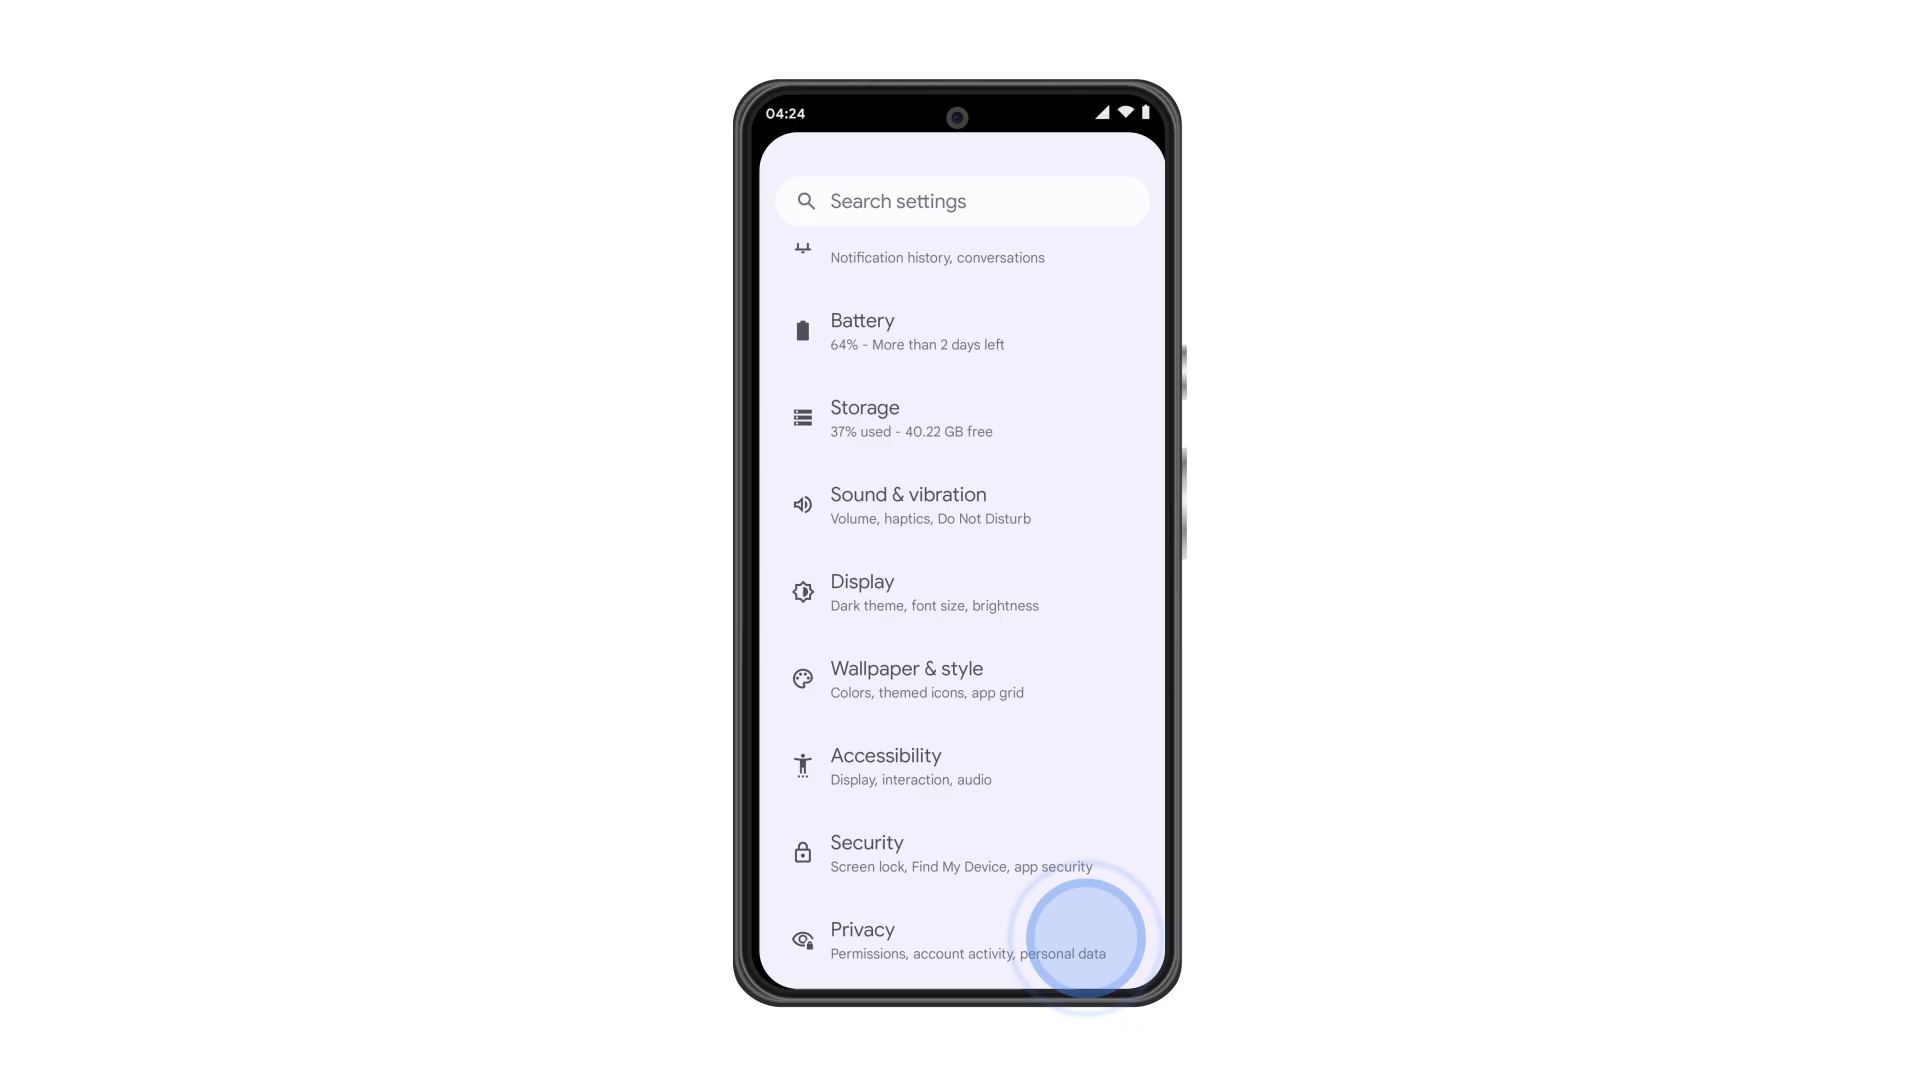 04:24
Search settings
Notification history, conversations
Battery
64% - More than 2 days left
Storage
37% used - 40.22 GB free
Sound & vibration
Volume, haptics, Do Not Disturb
Display
Dark theme, font size, brightness
Wallpaper & style
Colors, themed icons, app grid
Accessibility
Display, interaction, audio
Security
Screen lock, Find My Device, app security
Privacy
Permissions, account activity, personal data